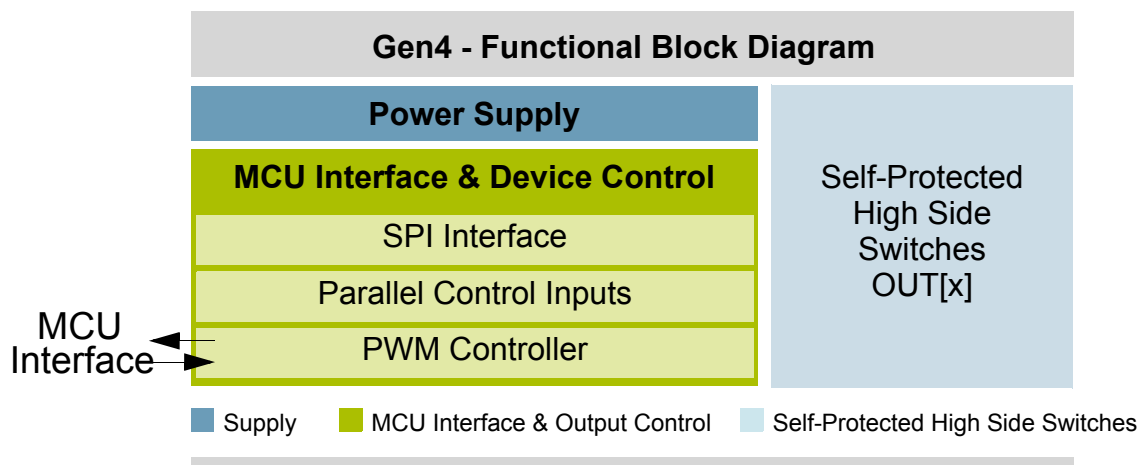 Gen4 - Functional Block Diagram
Power Supply
MCU Interface & Device Control
SPI Interface
Parallel Control Inputs
PWM Controller
MCU
Interface
Self-Protected
High Side
Switches
OUT[x]
Supply
MCU Interface & Output Control
Self-Protected High Side Switches